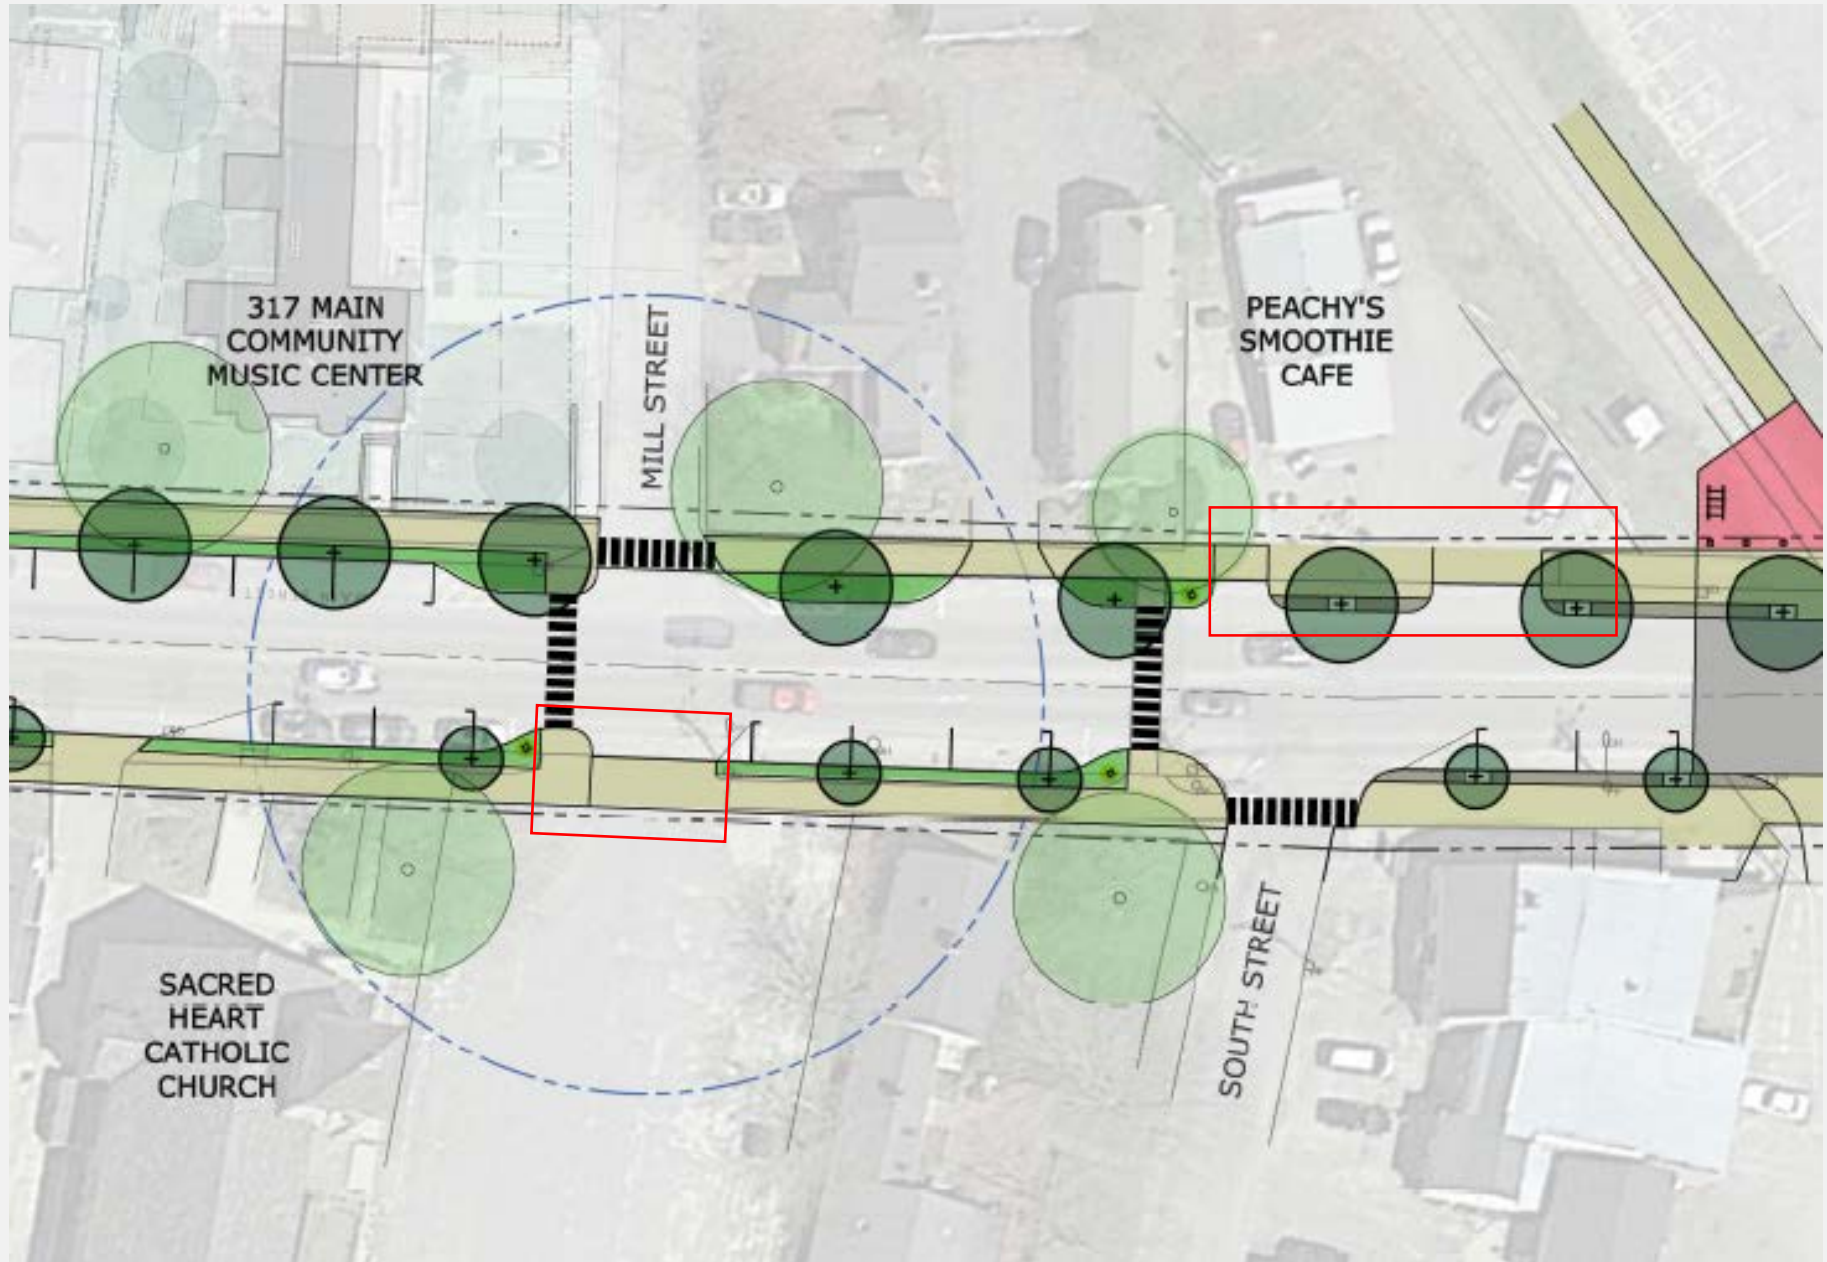 317 MAIN
COMMUNITY
MUSIC CENTER
MILL STREET
PEACHY'S
SMOOTHIE
CAFE
SACRED
HEART
CATHOLIC
CHURCH
SOUTH STREET